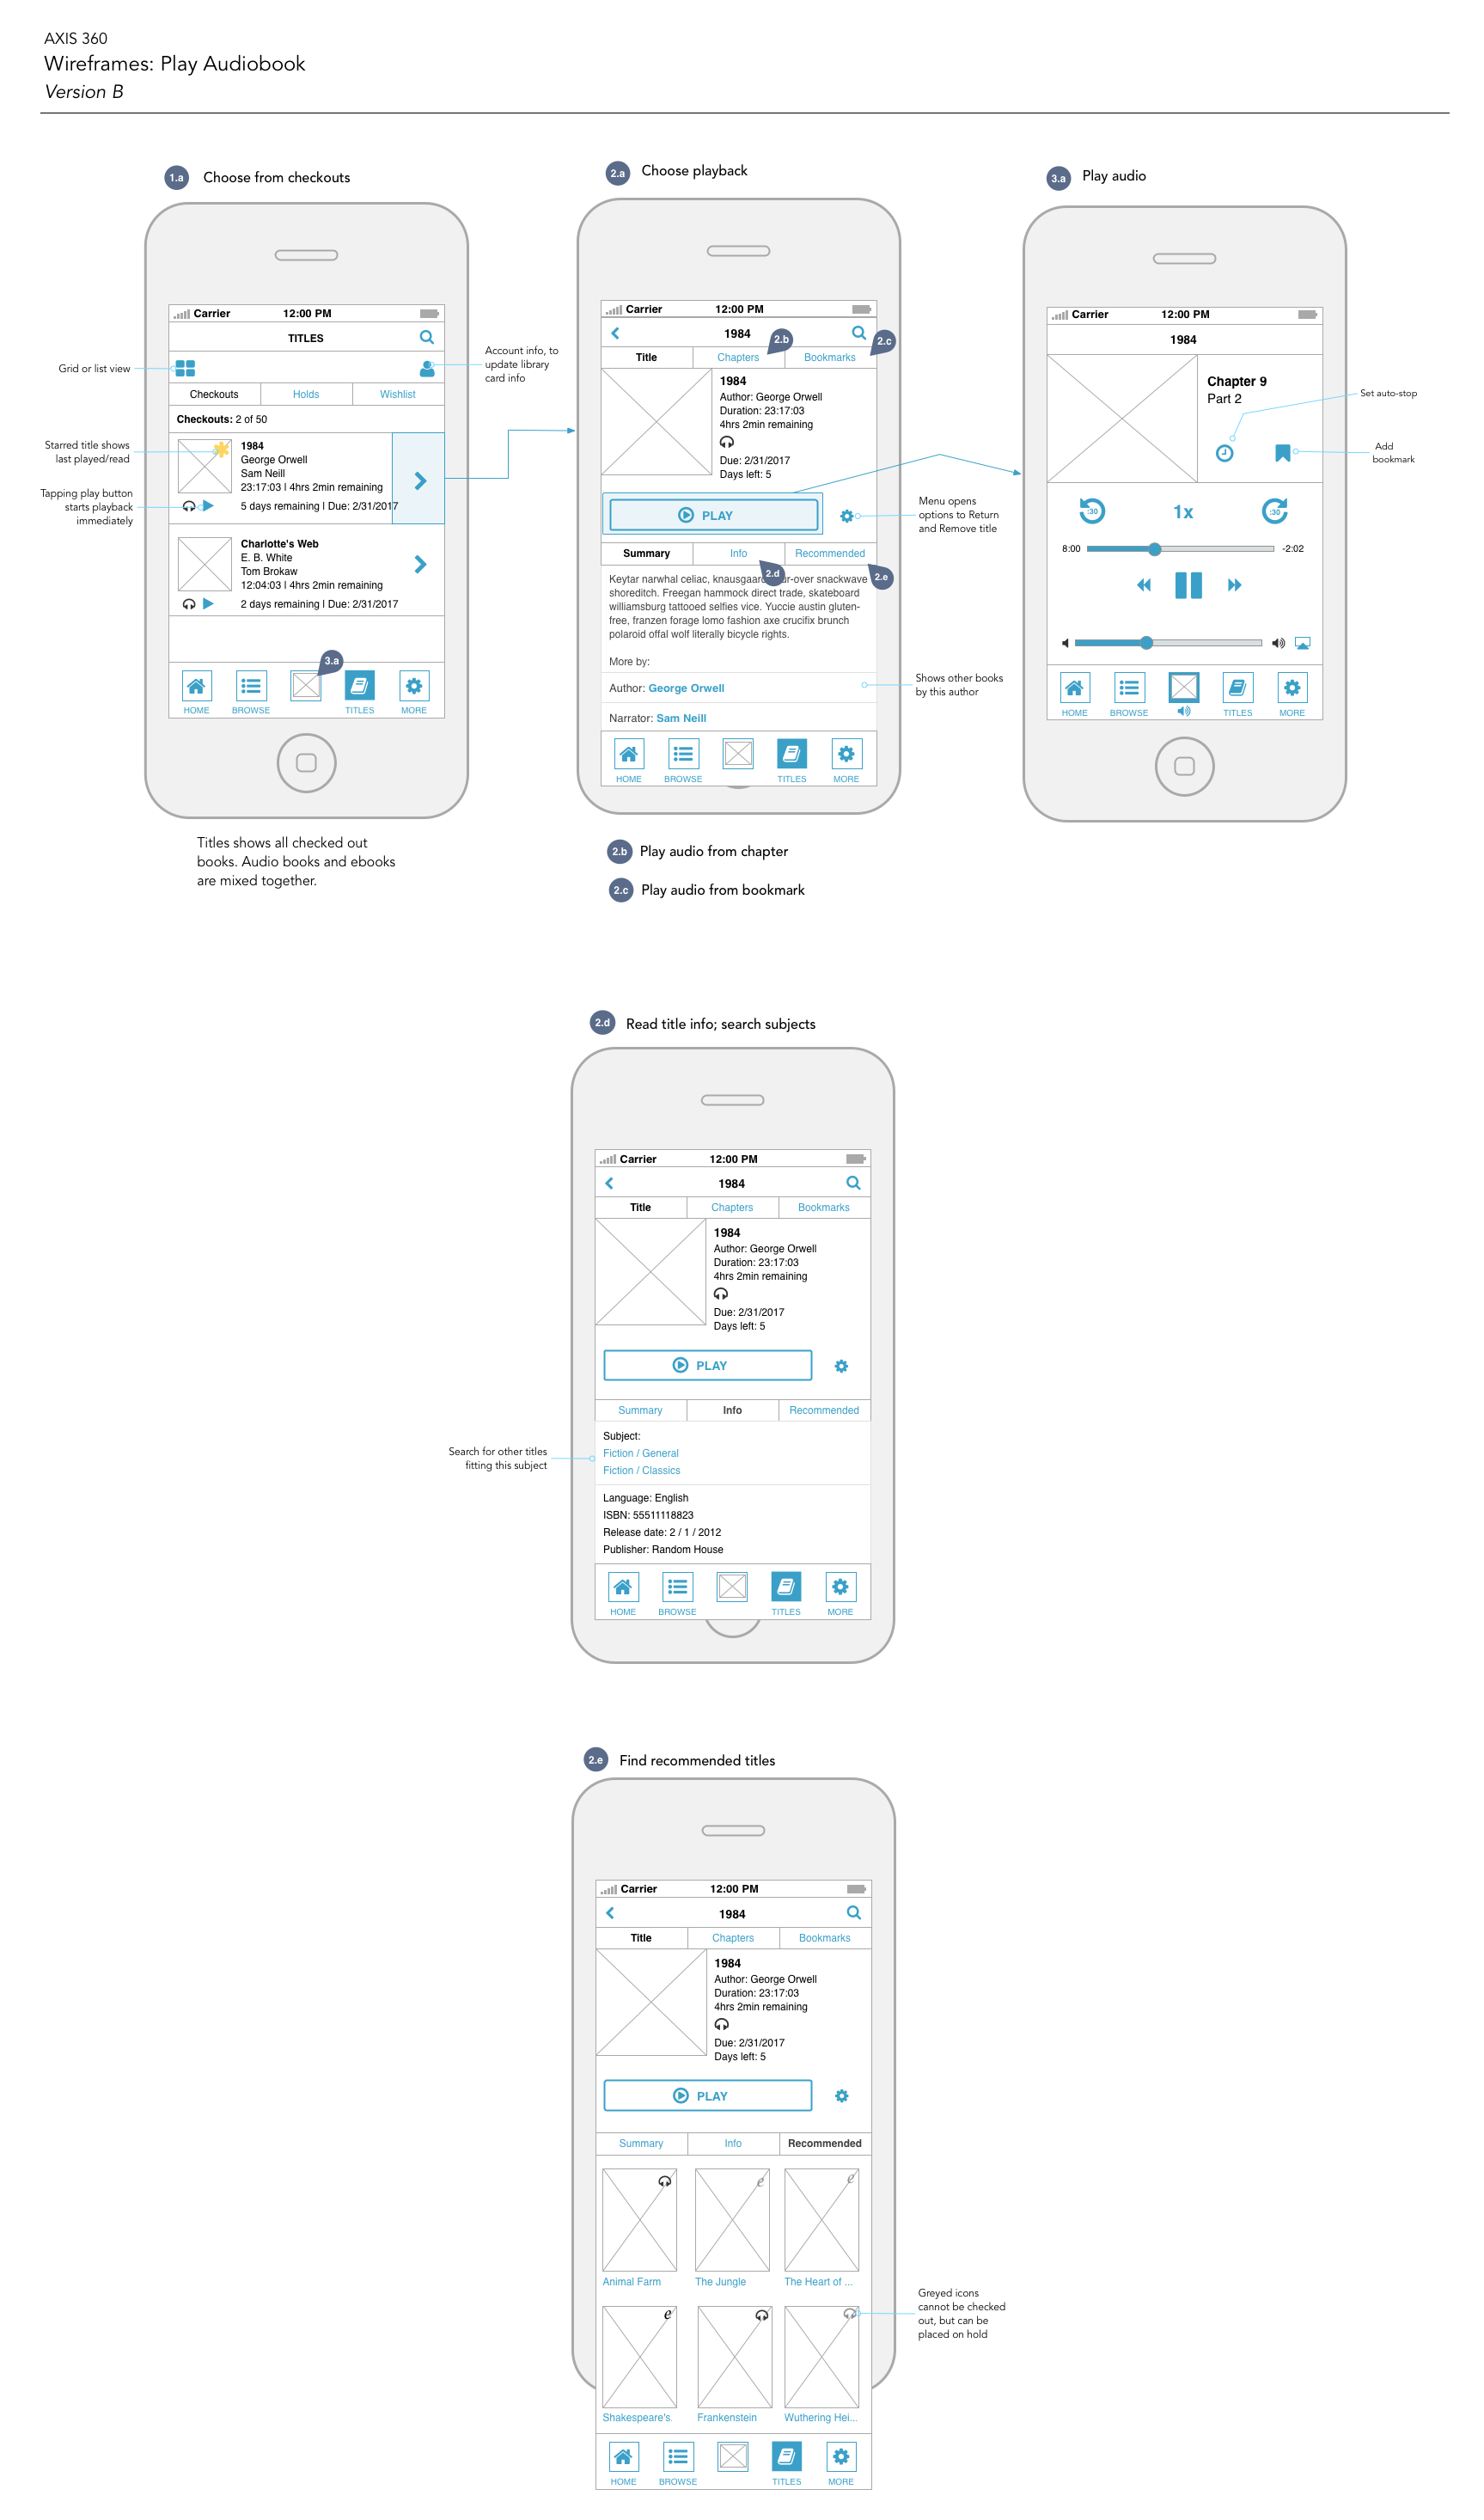 AXIS 360
Wireframes: Play Audiobook
Version B
1.a Choose from checkouts
Carrier 12:00 PM
TITLES
Grid or list view
Account info, to
update library
card info
Checkouts Holds Wishlist
Checkouts: 2 of 50
Starred title shows
last played/read
1984
George Orwell
Sam Neill
23:17:03 | 4hrs 2min remaining
5 days remaining | Due: 2/31/2017
Tapping play button
starts playback
immediately
Charlotte's Web
E. B. White
Tom Brokaw
12:04:03 | 4hrs 2min remaining
2 days remaining | Due: 2/31/2017
3.a
HOME BROWSE TITLES MORE
Titles shows all checked out
books. Audio books and ebooks
are mixed together.
2.a Choose playback
Carrier 12:00 PM
1984
2.b
2.c
Title Chapters Bookmarks
1984
Author: George Orwell
Duration: 23:17:03
4hrs 2min remaining
Due: 2/31/2017
Days left: 5
PLAY
Menu opens
options to Return
and Remove title
Summary Info Recommended
2.d
2.e
Keytar narwhal celiac, knausgaard -over snackwave
shoreditch. Freegan hammock direct trade, skateboard
williamsburg tattooed selfies vice. Yuccie austin gluten-
free, franzen forage lomo fashion axe crucifix brunch
polaroid offal wolf literally bicycle rights.
More by:
Author: George Orwell
Shows other books
by this author
Narrator: Sam Neill
HOME BROWSE TITLES MORE
2.b Play audio from chapter
2.c Play audio from bookmark
3.a Play audio
Carrier 12:00 PM
1984
Chapter 9
Part 2
Set auto-stop
Add
bookmark
:30 1x :30
8:00 -2:02
HOME BROWSE TITLES MORE
2.d Read title info; search subjects
Carrier 12:00 PM
1984
Title Chapters Bookmarks
1984
Author: George Orwell
Duration: 23:17:03
4hrs 2min remaining
Due: 2/31/2017
Days left: 5
PLAY
Summary Info Recommended
Subject:
Fiction / General
Fiction / Classics
Search for other titles
fitting this subject
Language: English
ISBN: 55511118823
Release date: 2 / 1 / 2012
Publisher: Random House
HOME BROWSE TITLES MORE
2.e Find recommended titles
Carrier 12:00 PM
1984
Title Chapters Bookmarks
1984
Author: George Orwell
Duration: 23:17:03
4hrs 2min remaining
Due: 2/31/2017
Days left: 5
PLAY
Summary Info Recommended
e e
Animal Farm The Jungle The Heart of ...
Greyed icons
cannot be checked
out, but can be
placed on hold
e
Shakespeare's Frankenstein Wuthering Hei...
HOME BROWSE TITLES MORE